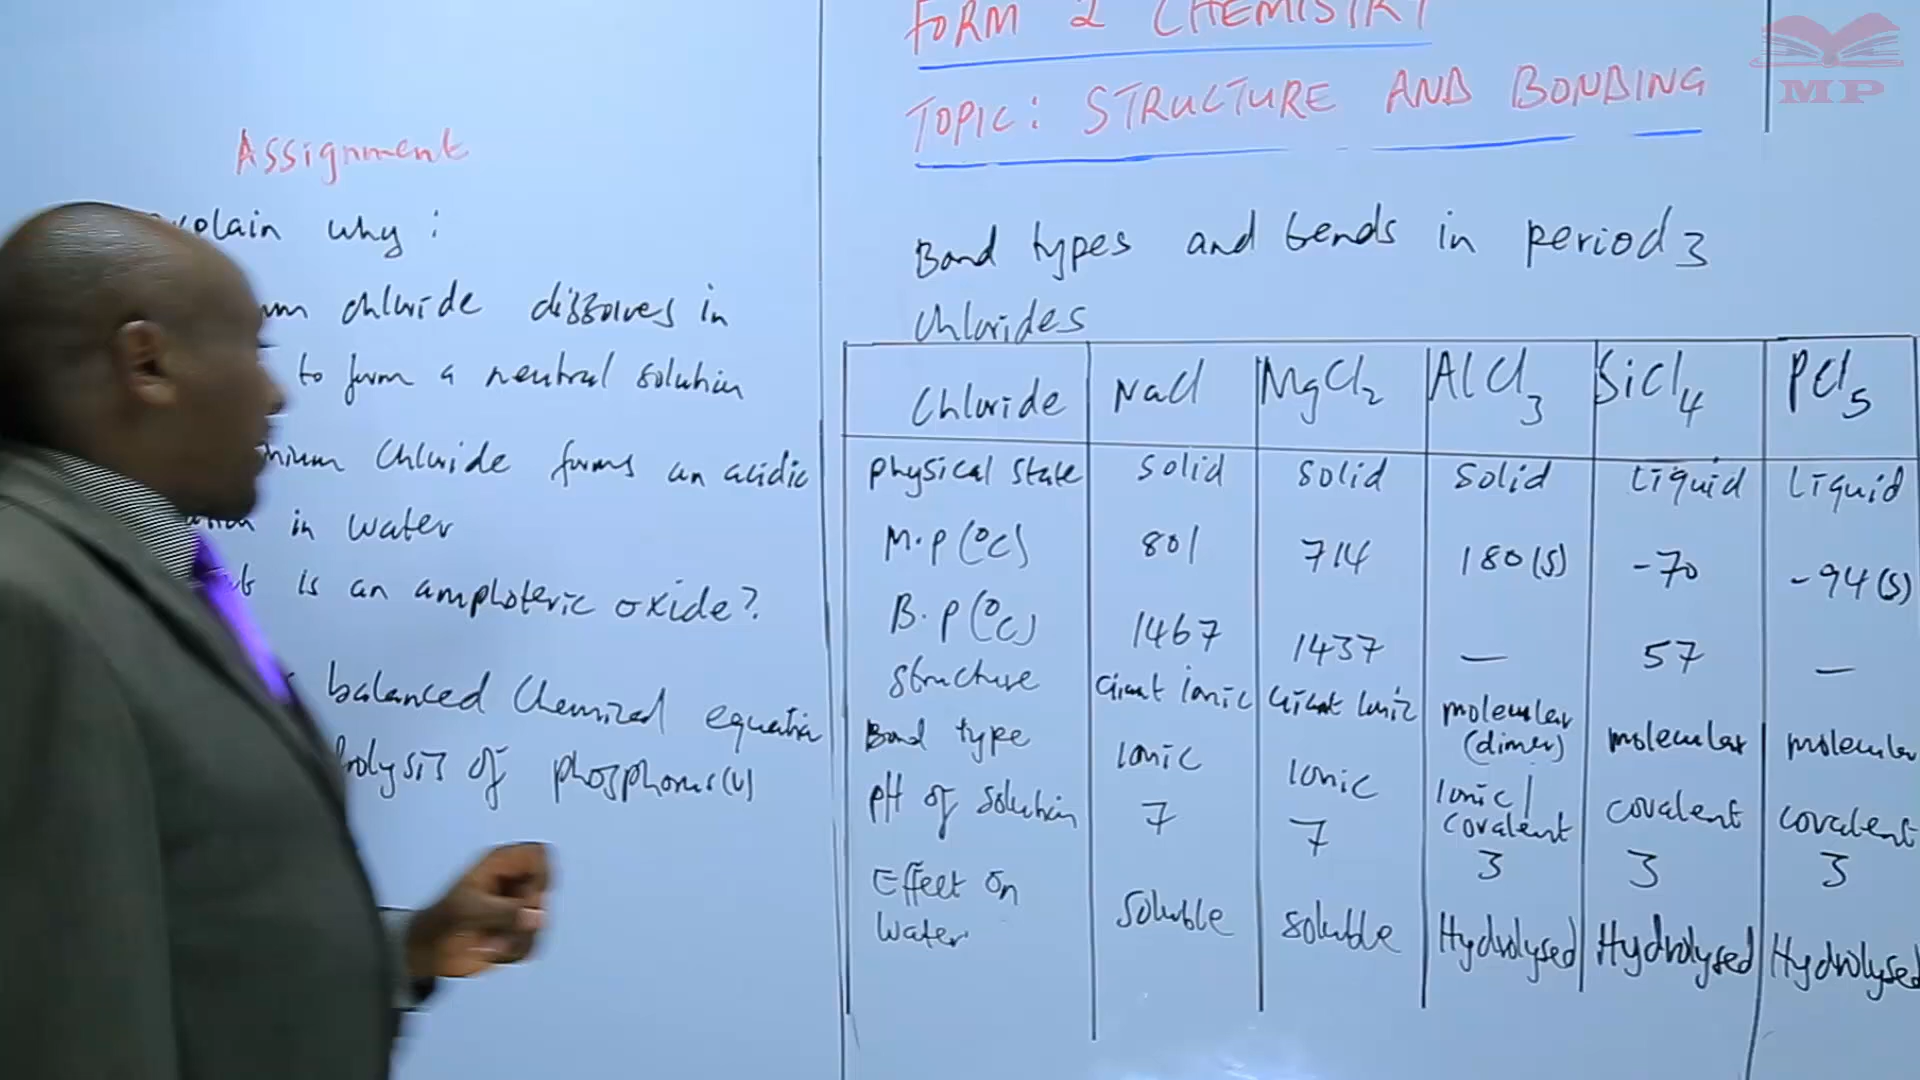 FORM 2 CHEMISTRY
TOPIC: STRUCTURE AND BONDING
MP
Assignment
explain why:
chloride dissolves in
to form a neutral solution
chloride forms an acidic
in water
is an amphoteric oxide?
balanced chemical equation
of phosphorus(V)
Bond types and trends in period 3
chlorides
Chloride NaCl MgCl2 AlCl3 SiCl4 PCl5
physical state solid solid solid Liquid Liquid
M.p (°C) 801 714 180(s) -70 -94(s)
B.p (°C) 1467 1437 — 57 —
structure Giant ionic Giant Ionic molecular (dimer) molecular molecular
Bond type Ionic Ionic Ionic/ covalent covalent covalent
pH of solution 7 7 3 3 3
Effect on water soluble soluble Hydrolysed Hydrolysed Hydrolysed